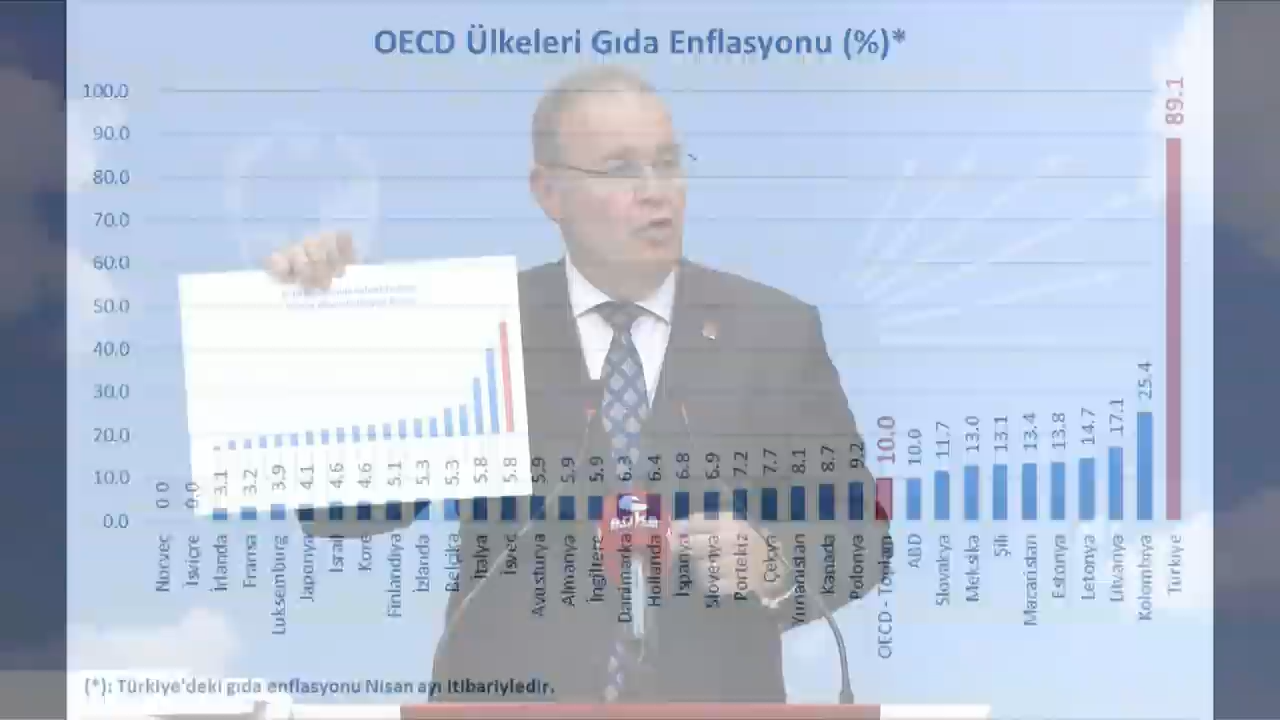 OECD Ülkeleri Gıda Enflasyonu (%)*
100.0
90.0
80.0
70.0
60.0
50.0
40.0
30.0
20.0
10.0
0.0
0.0 0.0 3.1 3.2 3.9 4.1 4.6 4.6 5.1 5.3 5.3 5.8 5.8 5.9 5.9 5.9 6.3 6.4 6.8 6.9 7.2 7.7 8.1 8.7 9.2 10.0 10.0 11.7 13.0 13.1 13.4 13.8 14.7 17.1 25.4 89.1
Norveç İsviçre İrlanda Fransa Lüksemburg Japonya İsrail Kore Finlandiya İzlanda Belçika İtalya İsveç Avusturya Almanya İngiltere Danimarka Hollanda İspanya Slovenya Portekiz Çekya Yunanistan Kanada Polonya OECD - Toplam ABD Slovakya Meksika Şili Macaristan Estonya Letonya Litvanya Kolombiya Türkiye
anka
(*): Türkiye'deki gıda enflasyonu Nisan ayı itibariyledir.